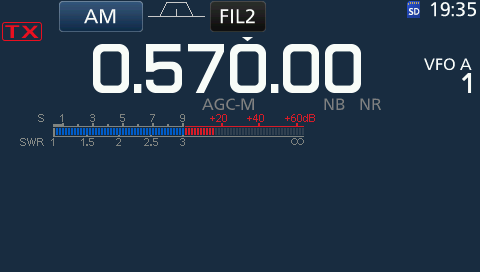 AM FIL2 SD 19:35
TX
0.570.00
VFO A
1
AGC-M NB NR
S 1 3 5 7 9 +20 +40 +60dB
SWR 1 1.5 2 2.5 3 ∞